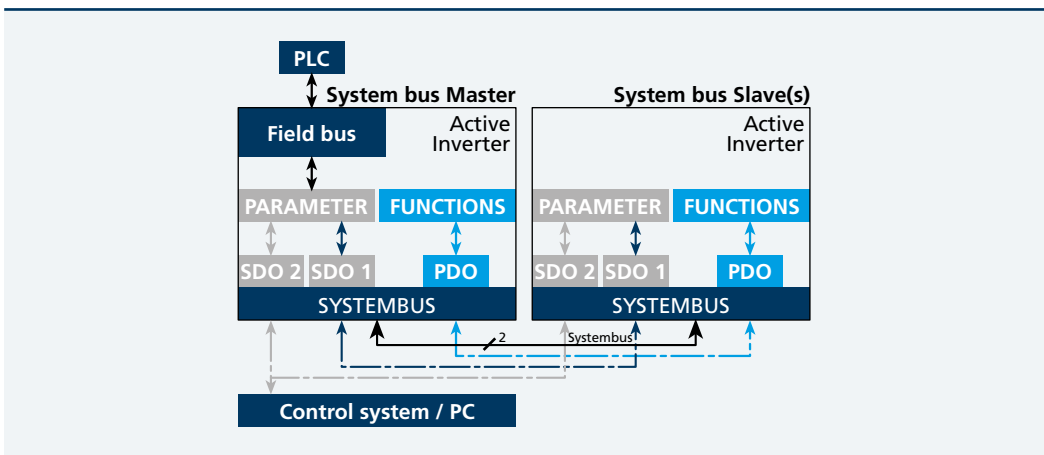 PLC
System bus Master
System bus Slave(s)
Field bus
Active
Inverter
Active
Inverter
PARAMETER
FUNCTIONS
PARAMETER
FUNCTIONS
SDO 2
SDO 1
PDO
SDO 2
SDO 1
PDO
SYSTEMBUS
SYSTEMBUS
2
Systembus
Control system / PC